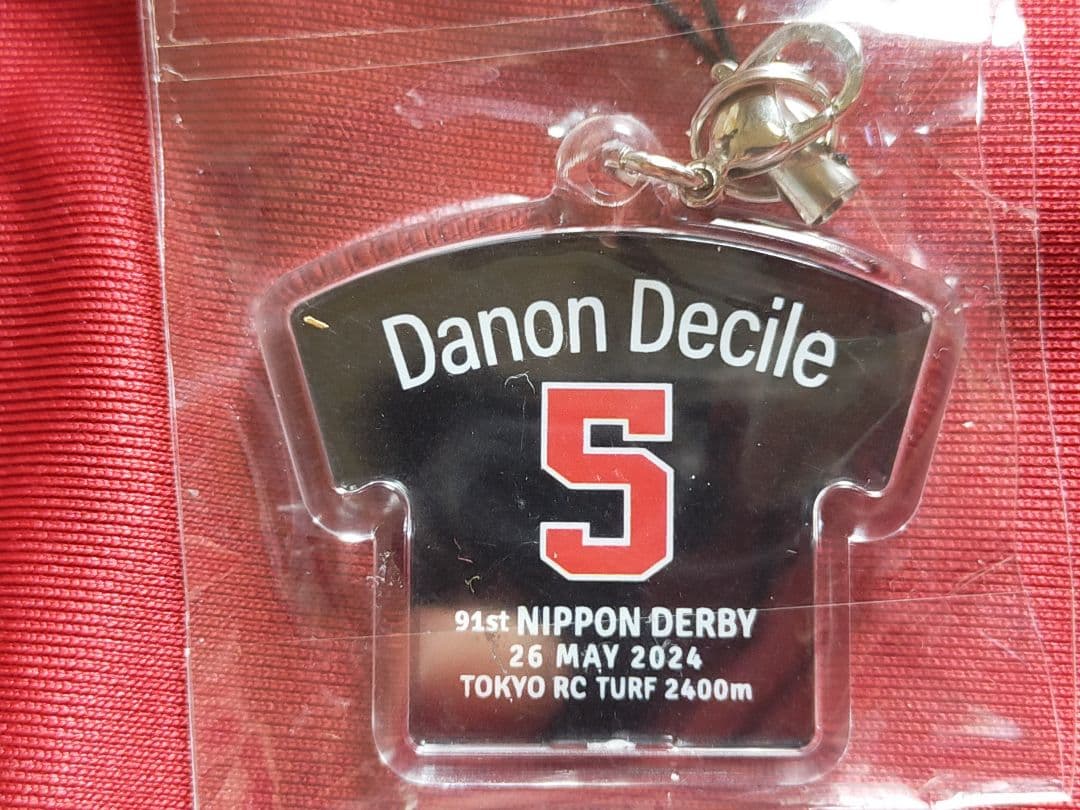 Danon Decile
5
91st NIPPON DERBY
26 MAY 2024
TOKYO RC TURF 2400m